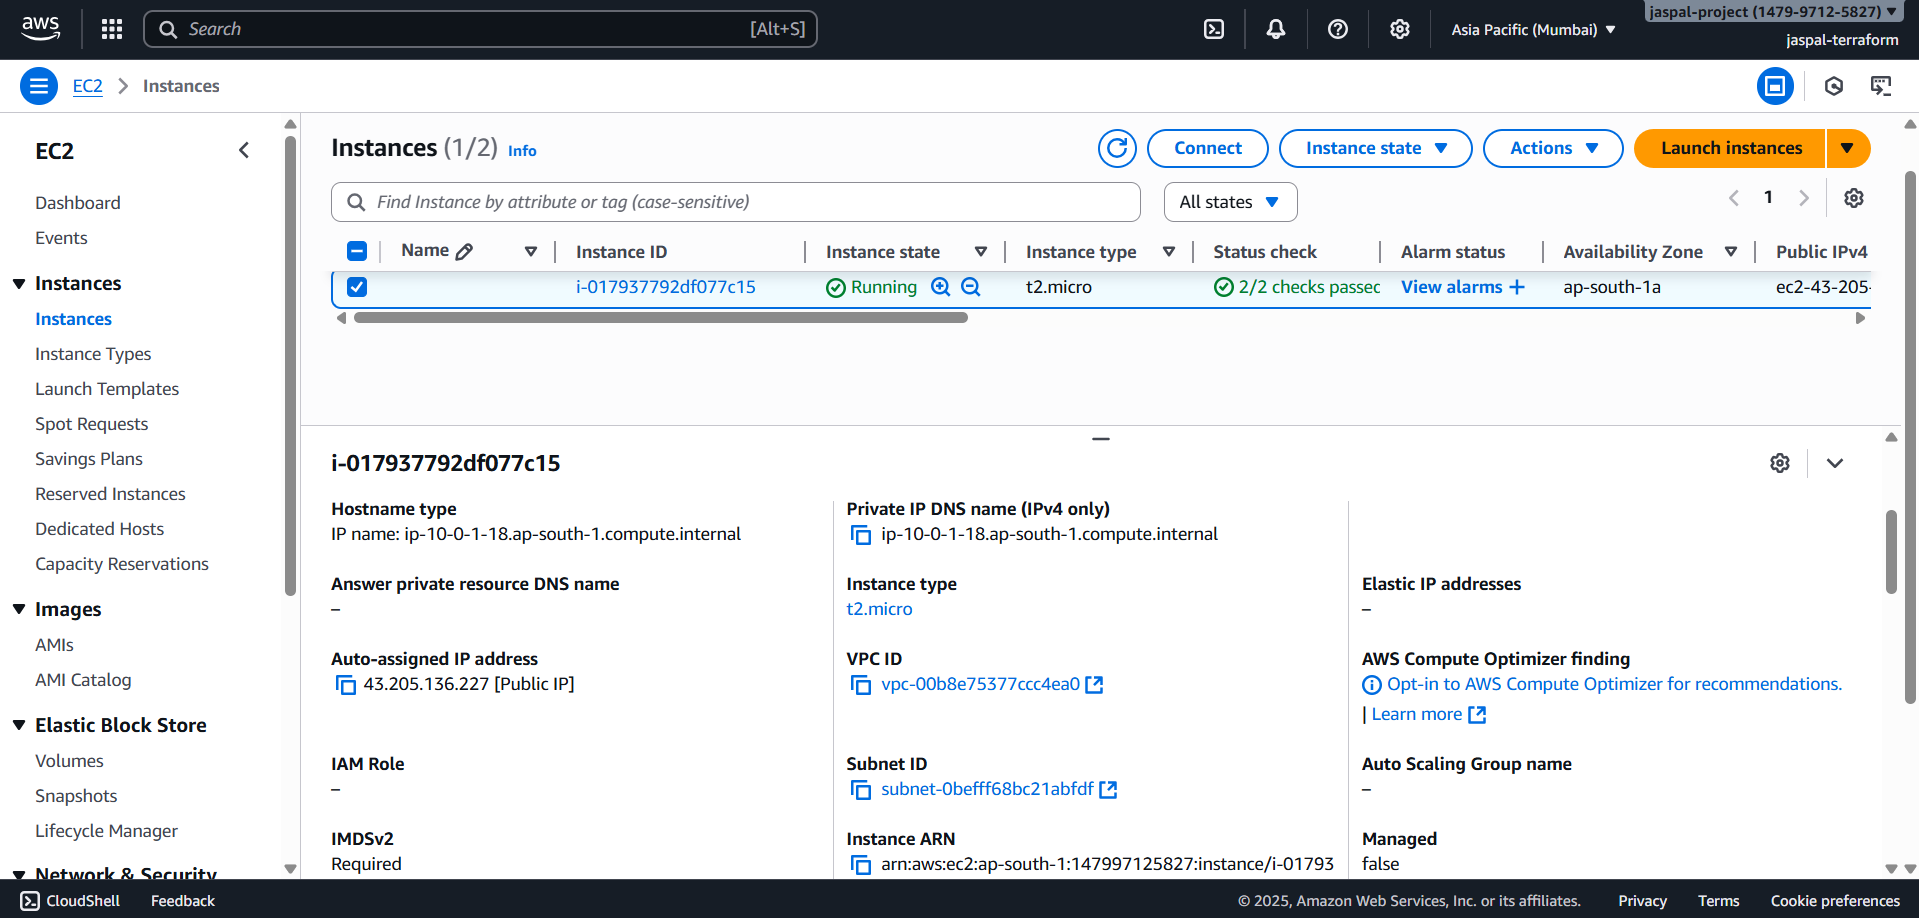 aws
Search
[Alt+S]
Asia Pacific (Mumbai)
jaspal-project (1479-9712-5827)
jaspal-terraform
EC2
Instances
EC2
Dashboard
Events
Instances
Instances
Instance Types
Launch Templates
Spot Requests
Savings Plans
Reserved Instances
Dedicated Hosts
Capacity Reservations
Images
AMIs
AMI Catalog
Elastic Block Store
Volumes
Snapshots
Lifecycle Manager
Network & Security
Instances (1/2) Info
Connect
Instance state
Actions
Launch instances
Find Instance by attribute or tag (case-sensitive)
All states
1
Name Instance ID Instance state Instance type Status check Alarm status Availability Zone Public IPv4
i-017937792df077c15 Running t2.micro 2/2 checks passec View alarms + ap-south-1a ec2-43-205-
i-017937792df077c15
Hostname type
IP name: ip-10-0-1-18.ap-south-1.compute.internal
Private IP DNS name (IPv4 only)
ip-10-0-1-18.ap-south-1.compute.internal
Answer private resource DNS name
–
Instance type
t2.micro
Elastic IP addresses
–
Auto-assigned IP address
43.205.136.227 [Public IP]
VPC ID
vpc-00b8e75377ccc4ea0
AWS Compute Optimizer finding
Opt-in to AWS Compute Optimizer for recommendations.
| Learn more
IAM Role
–
Subnet ID
subnet-0befff68bc21abfdf
Auto Scaling Group name
–
IMDSv2
Required
Instance ARN
arn:aws:ec2:ap-south-1:147997125827:instance/i-01793
Managed
false
CloudShell
Feedback
© 2025, Amazon Web Services, Inc. or its affiliates.
Privacy
Terms
Cookie preferences